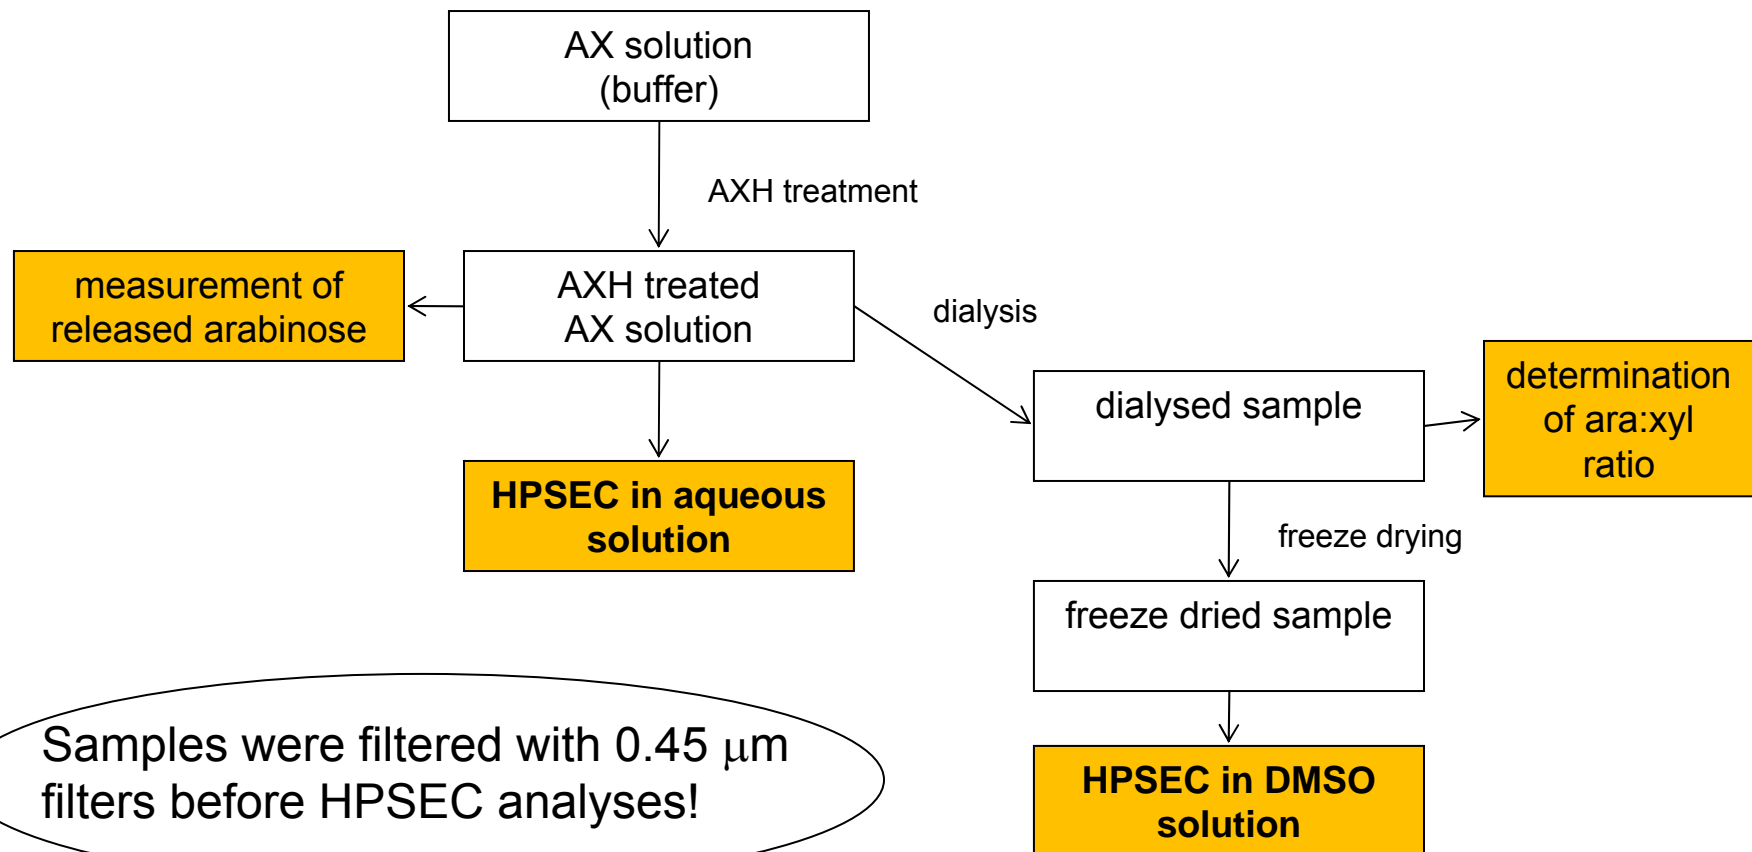 AX solution
(buffer)
AXH treatment
measurement of
released arabinose
AXH treated
AX solution
dialysis
dialysed sample
determination
of ara:xyl
ratio
HPSEC in aqueous
solution
freeze drying
freeze dried sample
Samples were filtered with 0.45 μm
filters before HPSEC analyses!
HPSEC in DMSO
solution